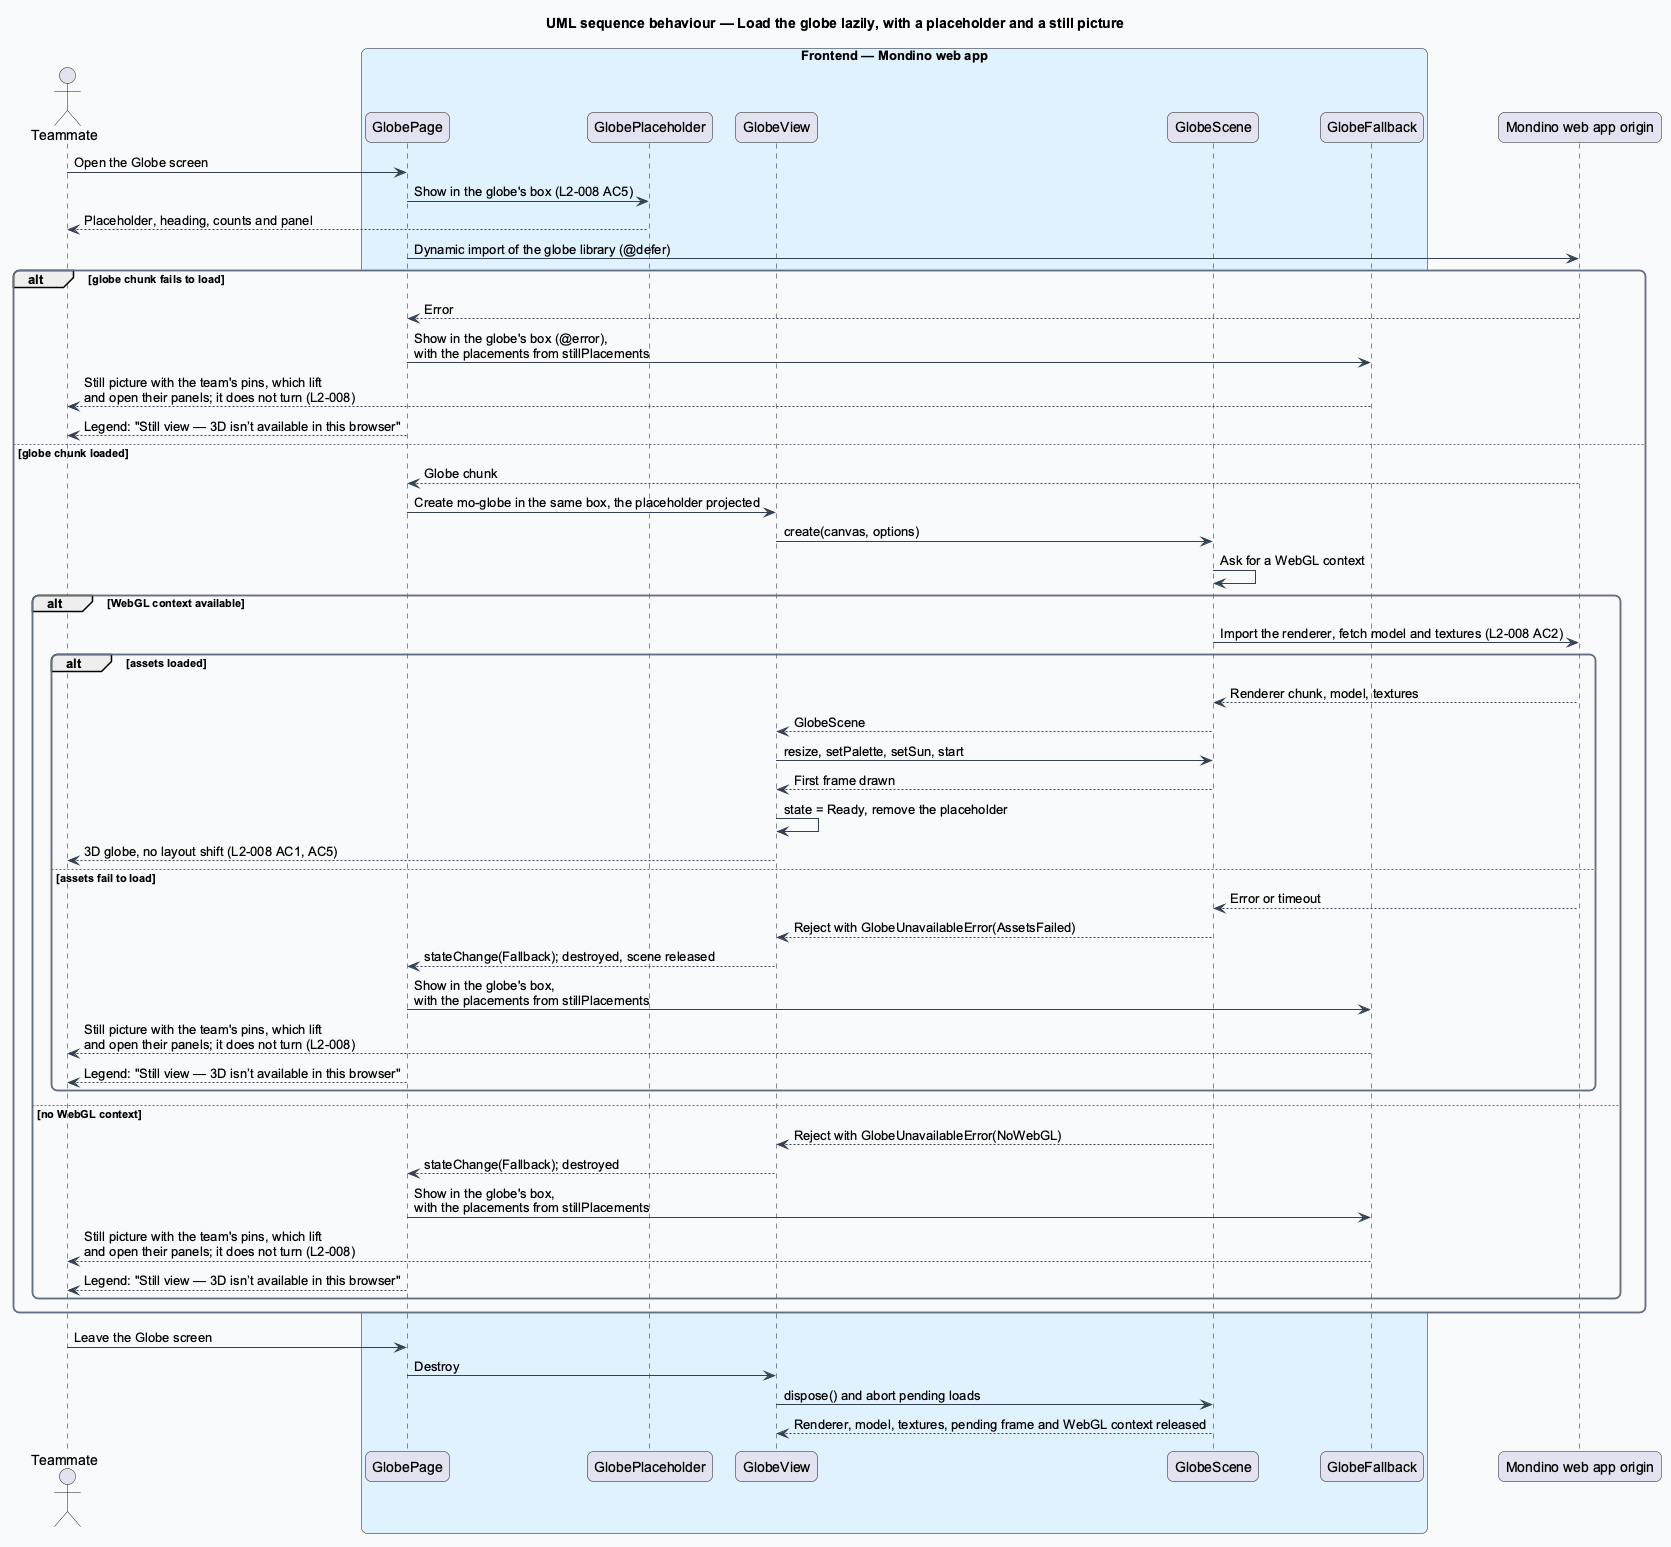 UML sequence behaviour — Load the globe lazily, with a placeholder and a still picture
Frontend — Mondino web app
Teammate
GlobePage
GlobePlaceholder
GlobeView
GlobeScene
GlobeFallback
Mondino web app origin
Open the Globe screen
Show in the globe's box (L2-008 AC5)
Placeholder, heading, counts and panel
Dynamic import of the globe library (@defer)
alt
[globe chunk fails to load]
Error
Show in the globe's box (@error),
with the placements from stillPlacements
Still picture with the team's pins, which lift
and open their panels; it does not turn (L2-008)
Legend: "Still view — 3D isn't available in this browser"
[globe chunk loaded]
Globe chunk
Create mo-globe in the same box, the placeholder projected
create(canvas, options)
Ask for a WebGL context
alt
[WebGL context available]
Import the renderer, fetch model and textures (L2-008 AC2)
alt
[assets loaded]
Renderer chunk, model, textures
GlobeScene
resize, setPalette, setSun, start
First frame drawn
state = Ready, remove the placeholder
3D globe, no layout shift (L2-008 AC1, AC5)
[assets fail to load]
Error or timeout
Reject with GlobeUnavailableError(AssetsFailed)
stateChange(Fallback); destroyed, scene released
Show in the globe's box,
with the placements from stillPlacements
Still picture with the team's pins, which lift
and open their panels; it does not turn (L2-008)
Legend: "Still view — 3D isn't available in this browser"
[no WebGL context]
Reject with GlobeUnavailableError(NoWebGL)
stateChange(Fallback); destroyed
Show in the globe's box,
with the placements from stillPlacements
Still picture with the team's pins, which lift
and open their panels; it does not turn (L2-008)
Legend: "Still view — 3D isn't available in this browser"
Leave the Globe screen
Destroy
dispose() and abort pending loads
Renderer, model, textures, pending frame and WebGL context released
Teammate
GlobePage
GlobePlaceholder
GlobeView
GlobeScene
GlobeFallback
Mondino web app origin